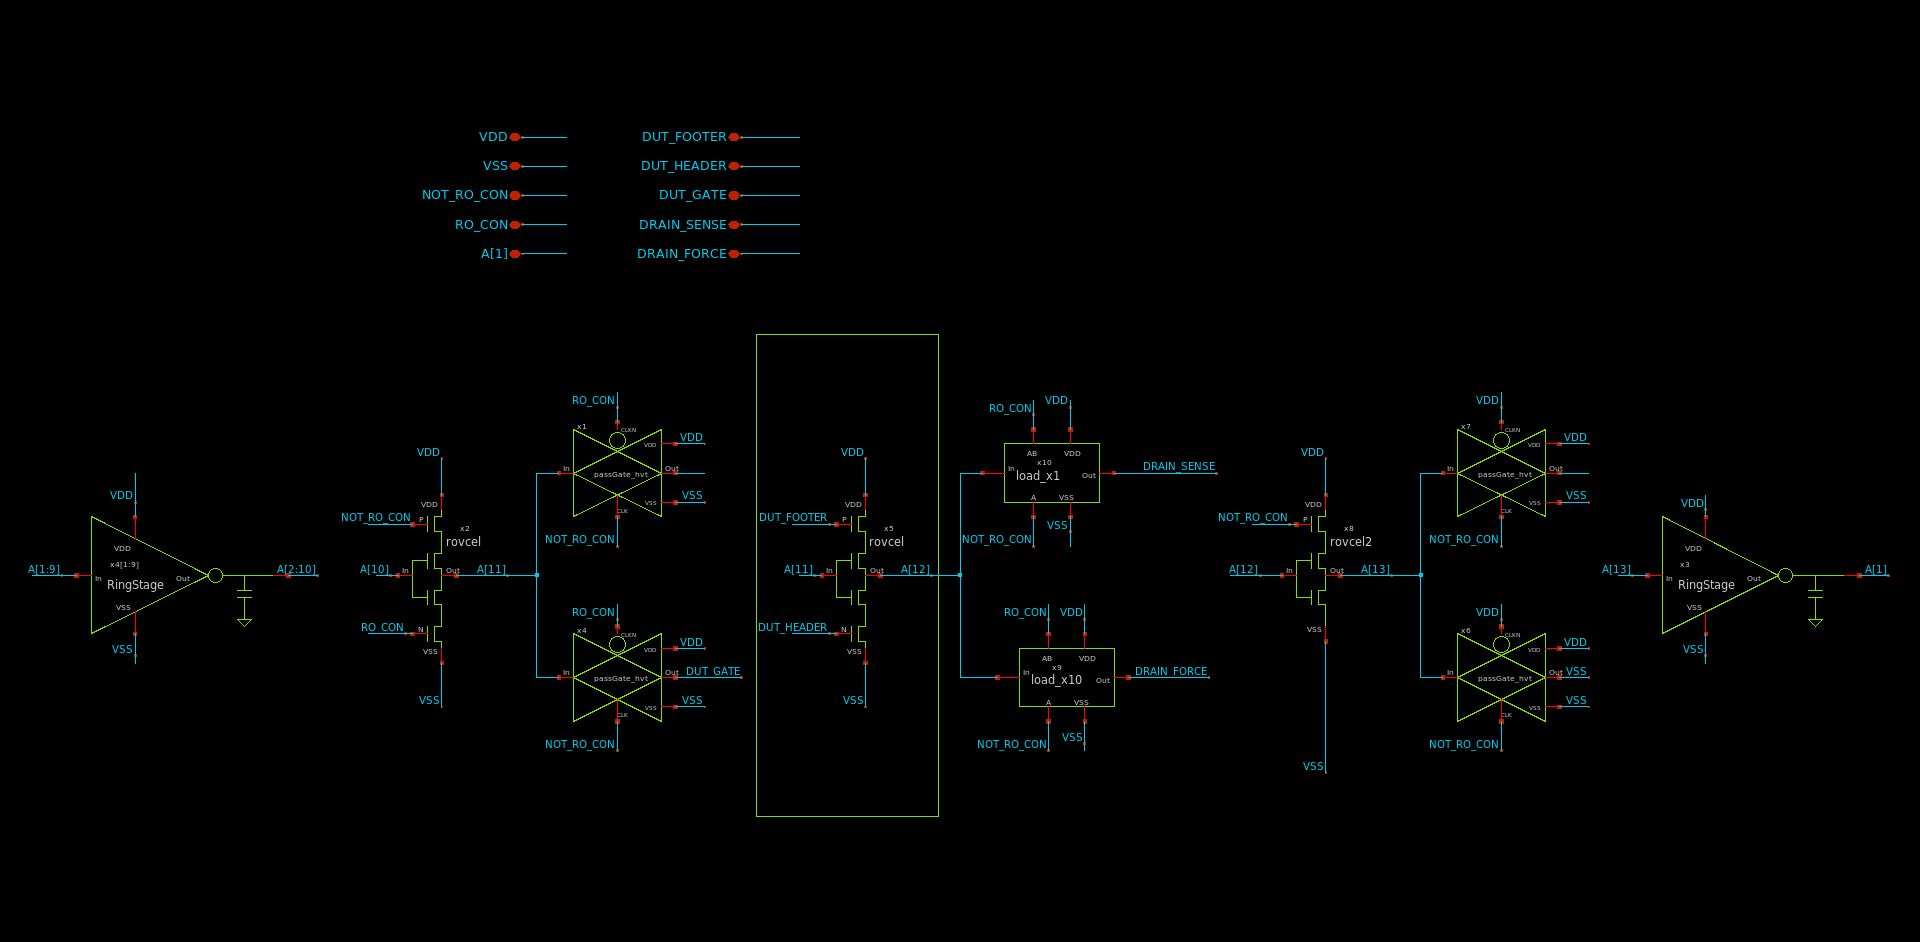 VDD
VSS
NOT_RO_CON
RO_CON
A[1]
DUT_FOOTER
DUT_HEADER
DUT_GATE
DRAIN_SENSE
DRAIN_FORCE
VDD
A[1:9]
In
VDD
x4[1:9]
RingStage
VSS
Out
A[2:10]
VSS
VDD
VDD
NOT_RO_CON
P
x2
rovcel
A[10]
In
Out
A[11]
RO_CON
N
VSS
VSS
RO_CON
x1
CLKN
VDD
VDD
In
passGate_hvt
Out
VSS
VSS
CLK
NOT_RO_CON
RO_CON
x4
CLKN
VDD
VDD
In
passGate_hvt
Out
DUT_GATE
VSS
VSS
CLK
NOT_RO_CON
VDD
VDD
DUT_FOOTER
P
x5
rovcel
A[11]
In
Out
A[12]
DUT_HEADER
N
VSS
VSS
RO_CON
VDD
AB
VDD
x10
In
load_x1
Out
DRAIN_SENSE
A
VSS
VSS
NOT_RO_CON
RO_CON
VDD
AB
VDD
x9
In
load_x10
Out
DRAIN_FORCE
A
VSS
VSS
NOT_RO_CON
VDD
VDD
NOT_RO_CON
P
x8
rovcel2
A[12]
In
Out
A[13]
VSS
VSS
VDD
x7
CLKN
VDD
VDD
In
passGate_hvt
Out
VSS
VSS
CLK
NOT_RO_CON
VDD
x6
CLKN
VDD
VDD
In
passGate_hvt
Out
VSS
VSS
VSS
CLK
NOT_RO_CON
VDD
A[13]
In
VDD
x3
RingStage
VSS
Out
A[1]
VSS